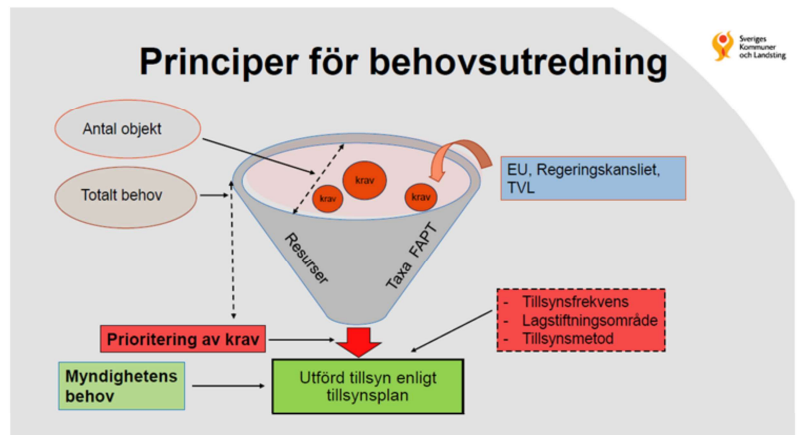 Sveriges
Kommuner
och Landsting
Principer för behovsutredning
Antal objekt
Totalt behov
krav
krav
krav
EU, Regeringskansliet,
TVL
Resurser
Taxa FAPT
- Tillsynsfrekvens
- Lagstiftningsområde
- Tillsynsmetod
Prioritering av krav
Myndighetens
behov
Utförd tillsyn enligt
tillsynsplan